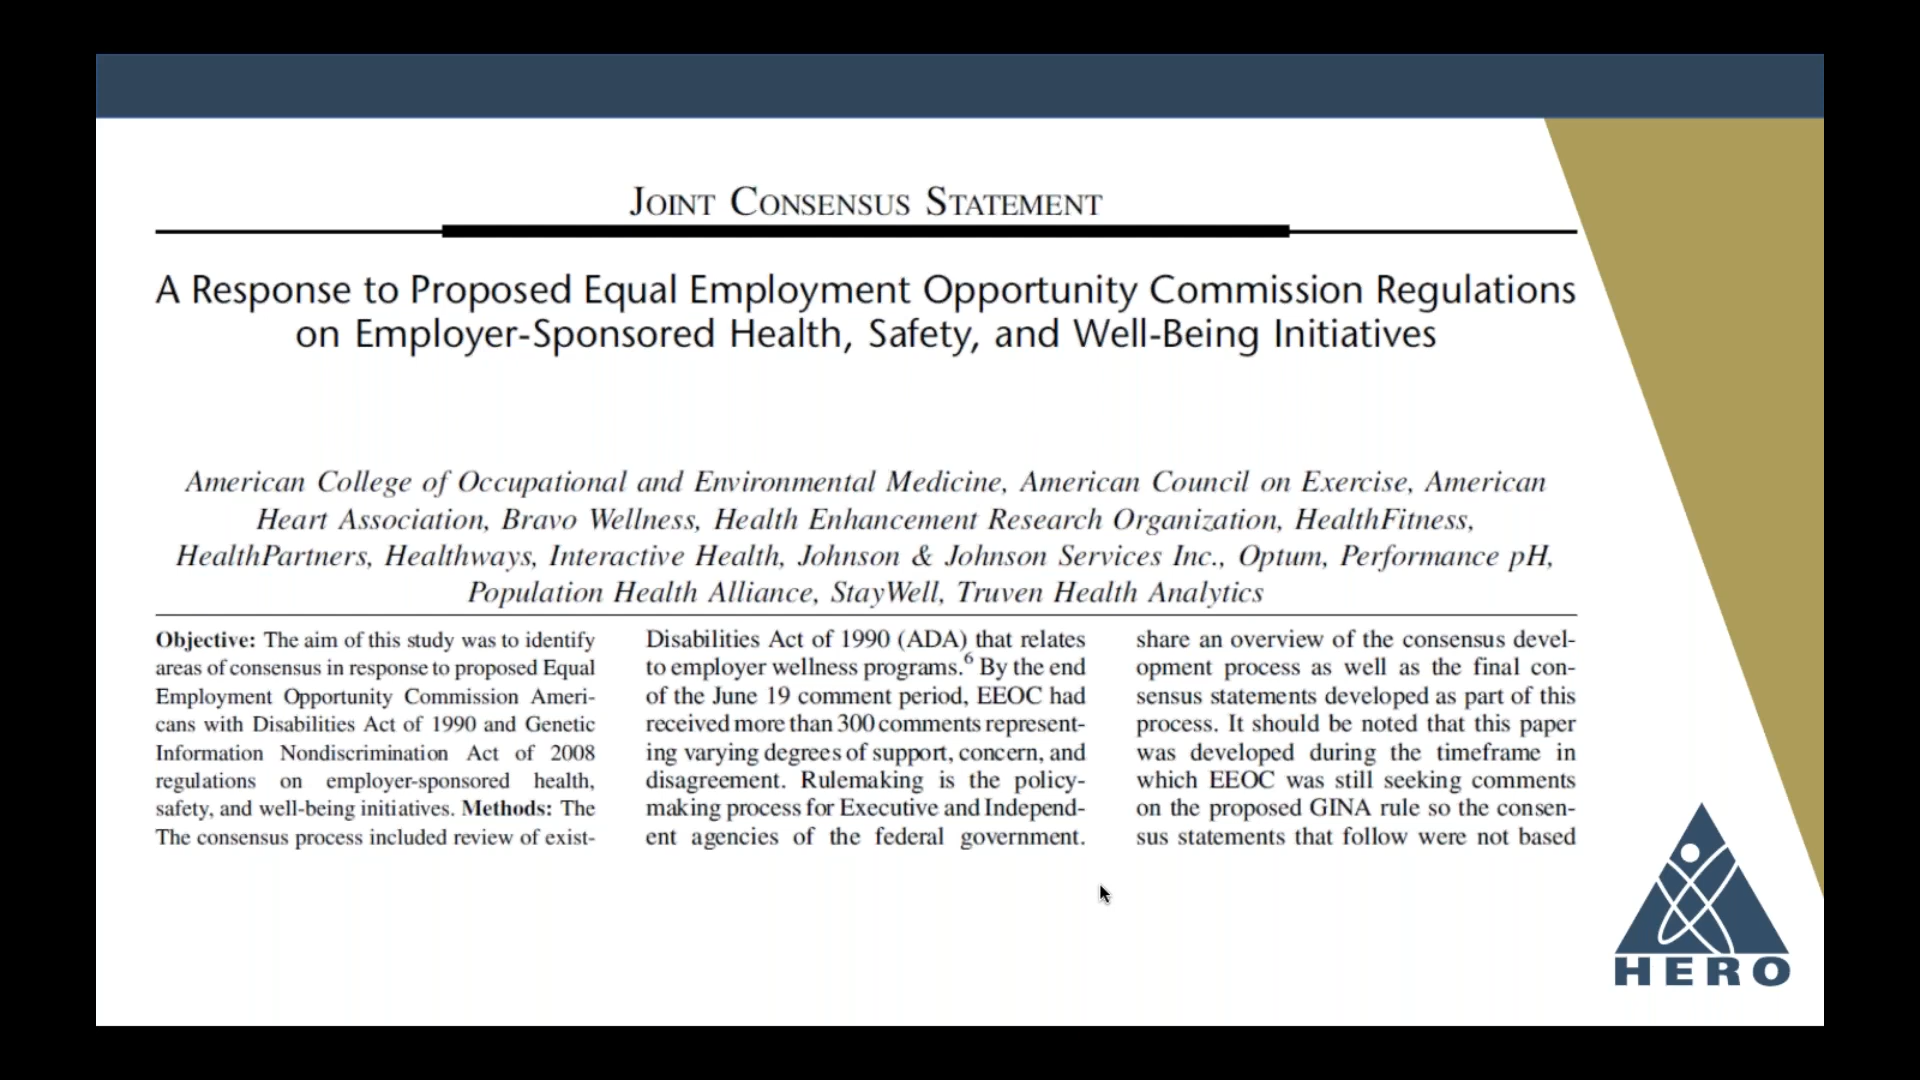 JOINT CONSENSUS STATEMENT
A Response to Proposed Equal Employment Opportunity Commission Regulations
on Employer-Sponsored Health, Safety, and Well-Being Initiatives
American College of Occupational and Environmental Medicine, American Council on Exercise, American
Heart Association, Bravo Wellness, Health Enhancement Research Organization, HealthFitness,
HealthPartners, Healthways, Interactive Health, Johnson & Johnson Services Inc., Optum, Performance pH,
Population Health Alliance, StayWell, Truven Health Analytics
Objective: The aim of this study was to identify
areas of consensus in response to proposed Equal
Employment Opportunity Commission Ameri-
cans with Disabilities Act of 1990 and Genetic
Information Nondiscrimination Act of 2008
regulations on employer-sponsored health,
safety, and well-being initiatives. Methods: The
The consensus process included review of exist-
Disabilities Act of 1990 (ADA) that relates
to employer wellness programs.6 By the end
of the June 19 comment period, EEOC had
received more than 300 comments represent-
ing varying degrees of support, concern, and
disagreement. Rulemaking is the policy-
making process for Executive and Independ-
ent agencies of the federal government.
share an overview of the consensus devel-
opment process as well as the final con-
sensus statements developed as part of this
process. It should be noted that this paper
was developed during the timeframe in
which EEOC was still seeking comments
on the proposed GINA rule so the consen-
sus statements that follow were not based
HERO